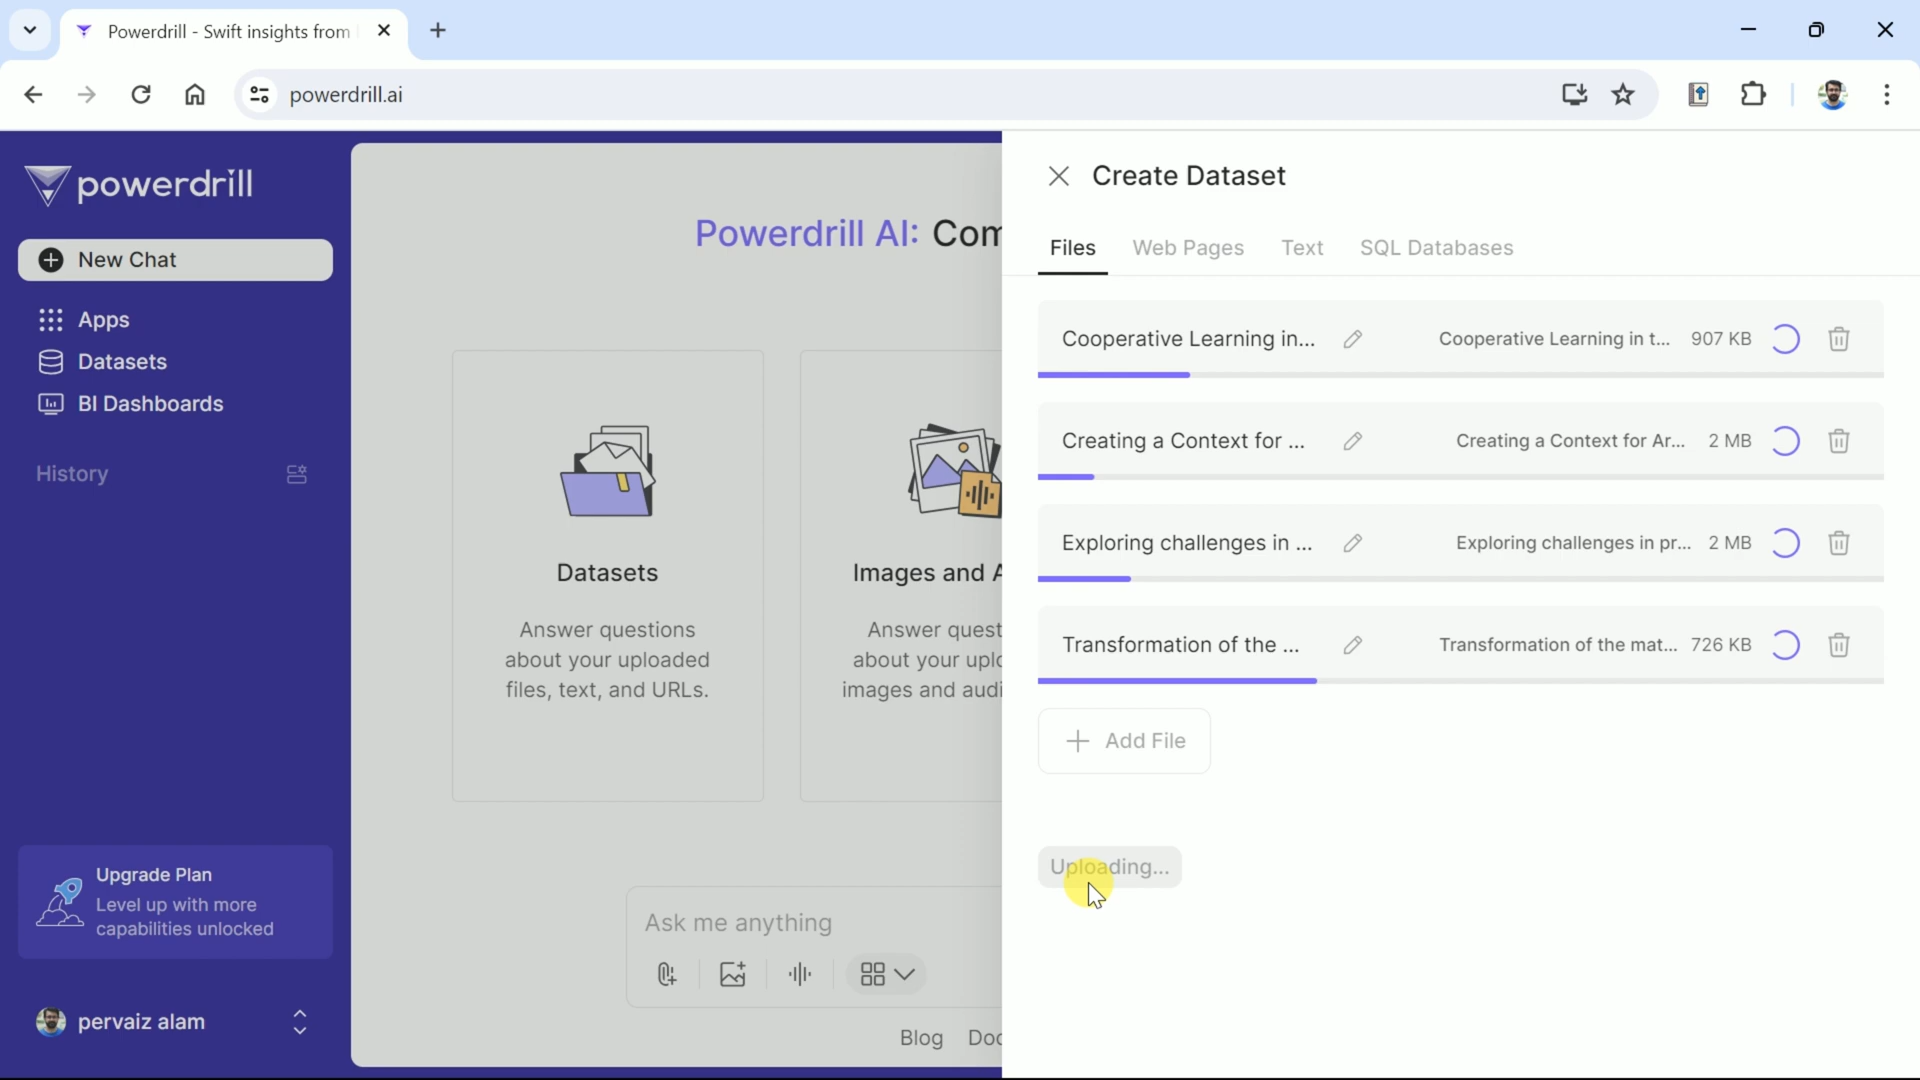 Powerdrill - Swift insights from
powerdrill.ai
powerdrill
New Chat
Apps
Datasets
BI Dashboards
History
Upgrade Plan
Level up with more
capabilities unlocked
pervaiz alam
Powerdrill AI: Com
Datasets
Answer questions
about your uploaded
files, text, and URLs.
Images and A
Answer quest
about your uplo
images and audi
Ask me anything
Blog Doc
Create Dataset
Files Web Pages Text SQL Databases
Cooperative Learning in... Cooperative Learning in t... 907 KB
Creating a Context for ... Creating a Context for Ar... 2 MB
Exploring challenges in ... Exploring challenges in pr... 2 MB
Transformation of the ... Transformation of the mat... 726 KB
Add File
Uploading...